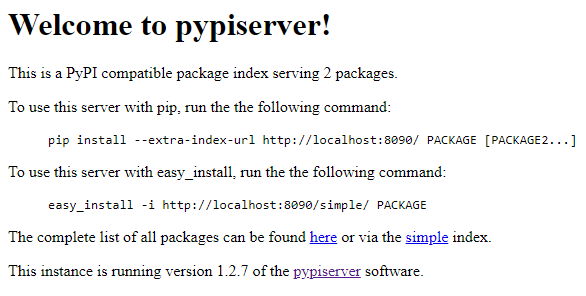 Welcome to pypiserver!
This is a PyPI compatible package index serving 2 packages.
To use this server with pip, run the the following command:
pip install --extra-index-url http://localhost:8090/ PACKAGE [PACKAGE2...]
To use this server with easy_install, run the the following command:
easy_install -i http://localhost:8090/simple/ PACKAGE
The complete list of all packages can be found here or via the simple index.
This instance is running version 1.2.7 of the pypiserver software.